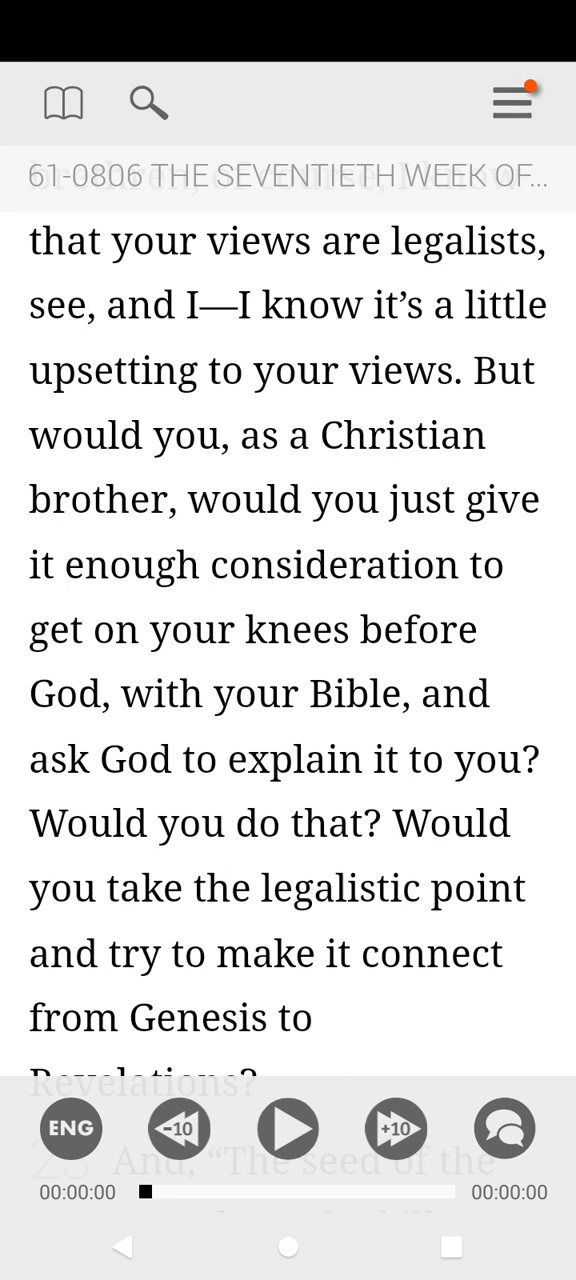 61-0806 THE SEVENTIETH WEEK OF...
that your views are legalists,
see, and I—I know it’s a little
upsetting to your views. But
would you, as a Christian
brother, would you just give
it enough consideration to
get on your knees before
God, with your Bible, and
ask God to explain it to you?
Would you do that? Would
you take the legalistic point
and try to make it connect
from Genesis to
Revelations?
ENG
-10
+10
And, “The seed of the
00:00:00
00:00:00